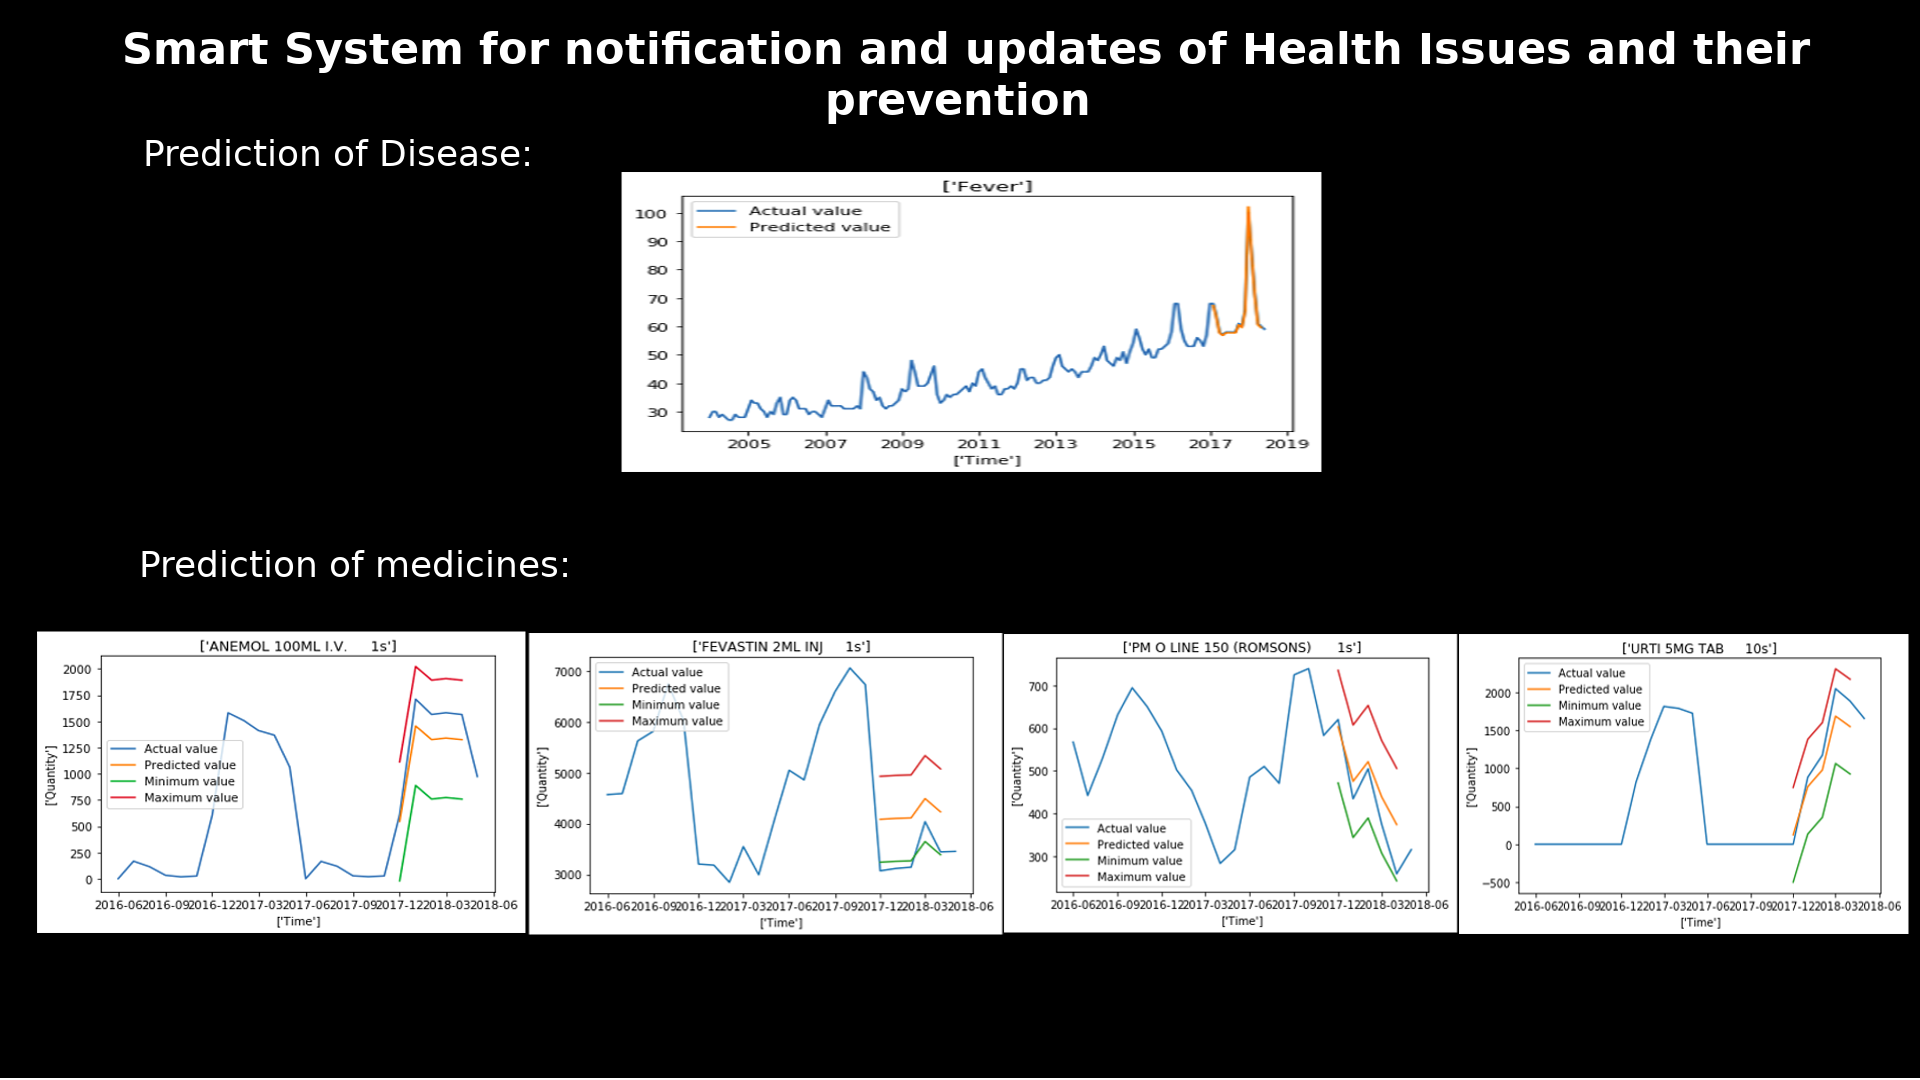 Smart System for notification and updates of Health Issues and their
prevention
Prediction of Disease:
['Fever']
Actual value
Predicted value
100
90
80
70
60
50
40
30
2005 2007 2009 2011 2013 2015 2017 2019
['Time']
Prediction of medicines:
['ANEMOL 100ML I.V. 1s']
Actual value
Predicted value
Minimum value
Maximum value
2000
1750
1500
1250
1000
750
500
250
0
['Quantity']
2016-06 2016-09 2016-12 2017-03 2017-06 2017-09 2017-12 2018-03 2018-06
['Time']
['FEVASTIN 2ML INJ 1s']
Actual value
Predicted value
Minimum value
Maximum value
7000
6000
5000
4000
3000
['Quantity']
2016-06 2016-09 2016-12 2017-03 2017-06 2017-09 2017-12 2018-03 2018-06
['Time']
['PM O LINE 150 (ROMSONS) 1s']
700
600
500
400
300
['Quantity']
Actual value
Predicted value
Minimum value
Maximum value
2016-06 2016-09 2016-12 2017-03 2017-06 2017-09 2017-12 2018-03 2018-06
['Time']
['URTI 5MG TAB 10s']
Actual value
Predicted value
Minimum value
Maximum value
2000
1500
1000
500
0
−500
['Quantity']
2016-06 2016-09 2016-12 2017-03 2017-06 2017-09 2017-12 2018-03 2018-06
['Time']